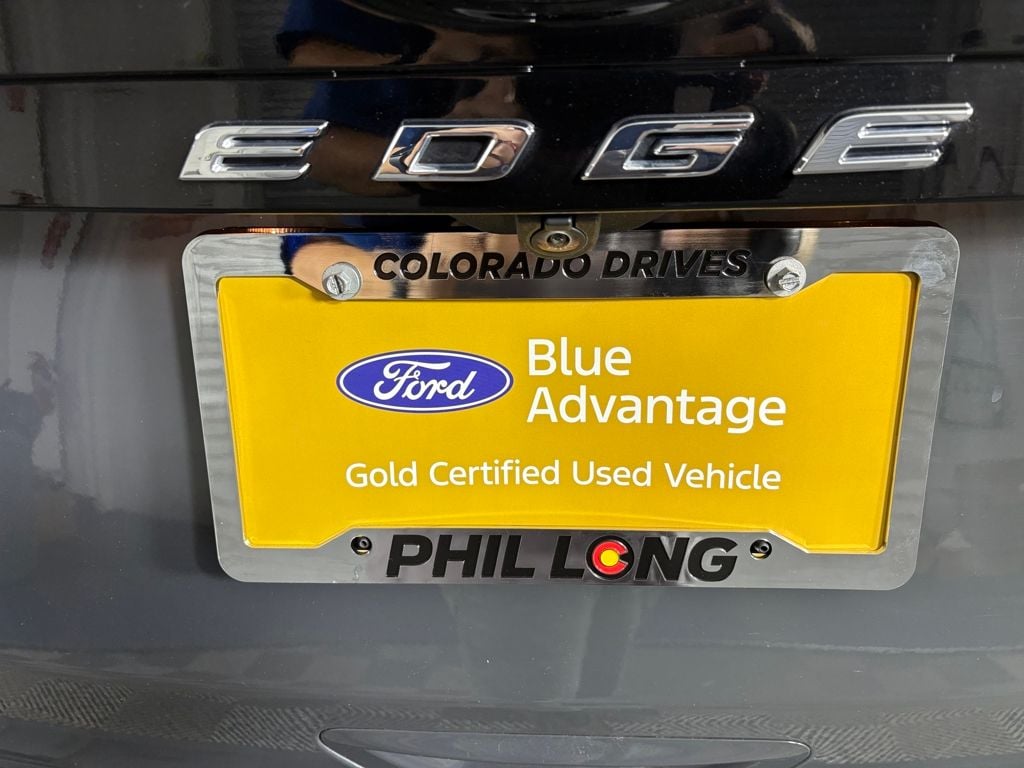 EDGE
COLORADO DRIVES
Ford
Blue
Advantage
Gold Certified Used Vehicle
PHIL LONG